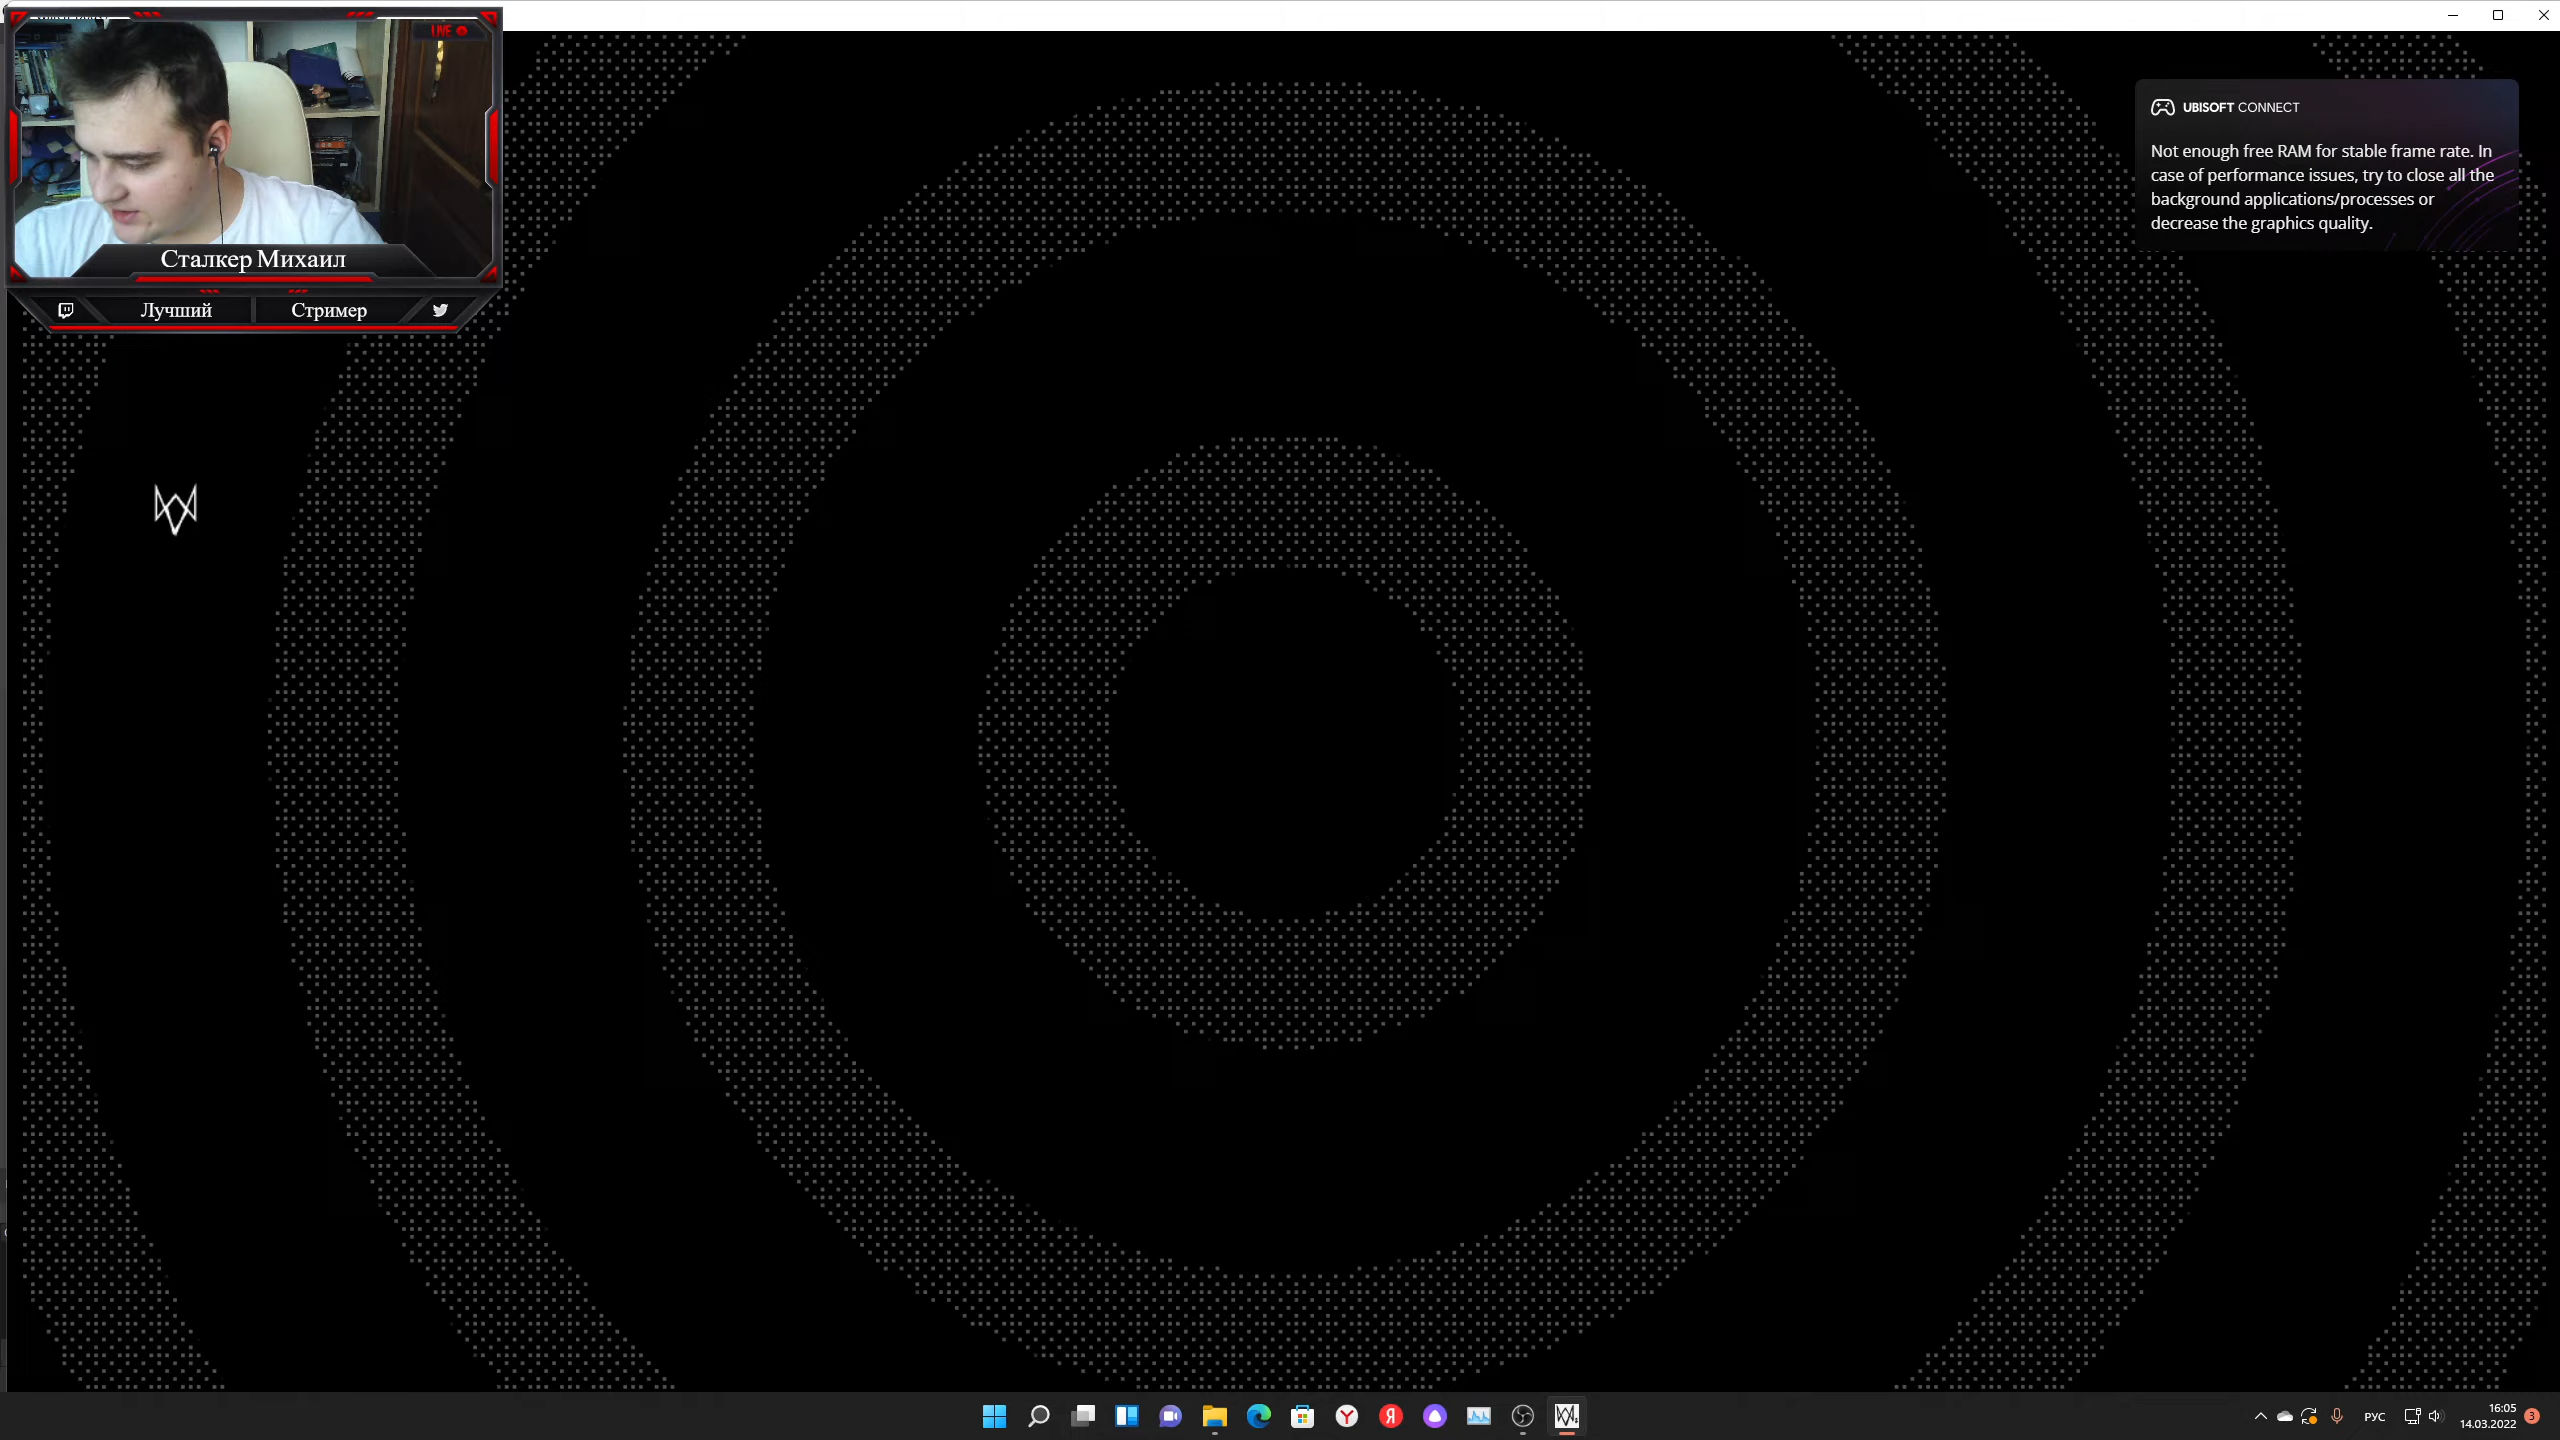 LIVE
Сталкер Михаил
Лучший
Стример
UBISOFT CONNECT
Not enough free RAM for stable frame rate. In
case of performance issues, try to close all the
background applications/processes or
decrease the graphics quality.
РУС
16:05
14.03.2022
3